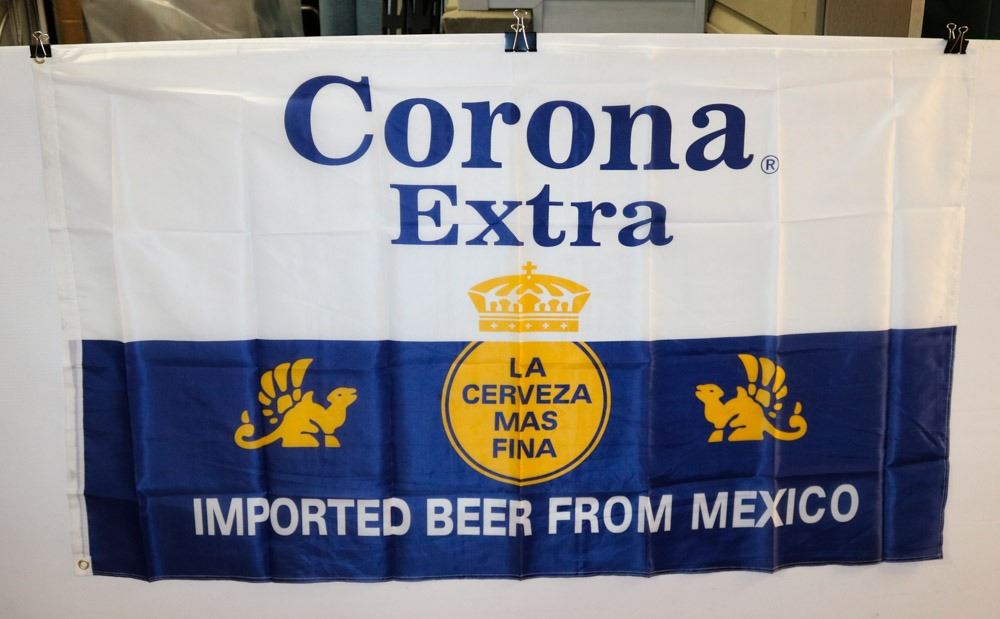 Corona®
Extra
LA
CERVEZA
MAS
FINA
IMPORTED BEER FROM MEXICO